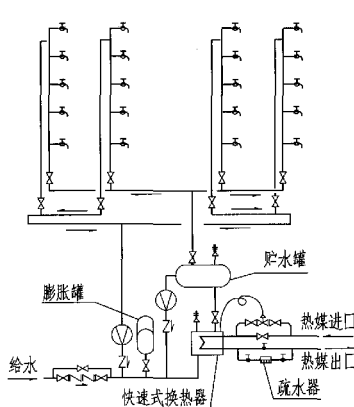 贮水罐
膨胀罐
热媒进口
给水
热媒出口
快速式换热器
疏水器